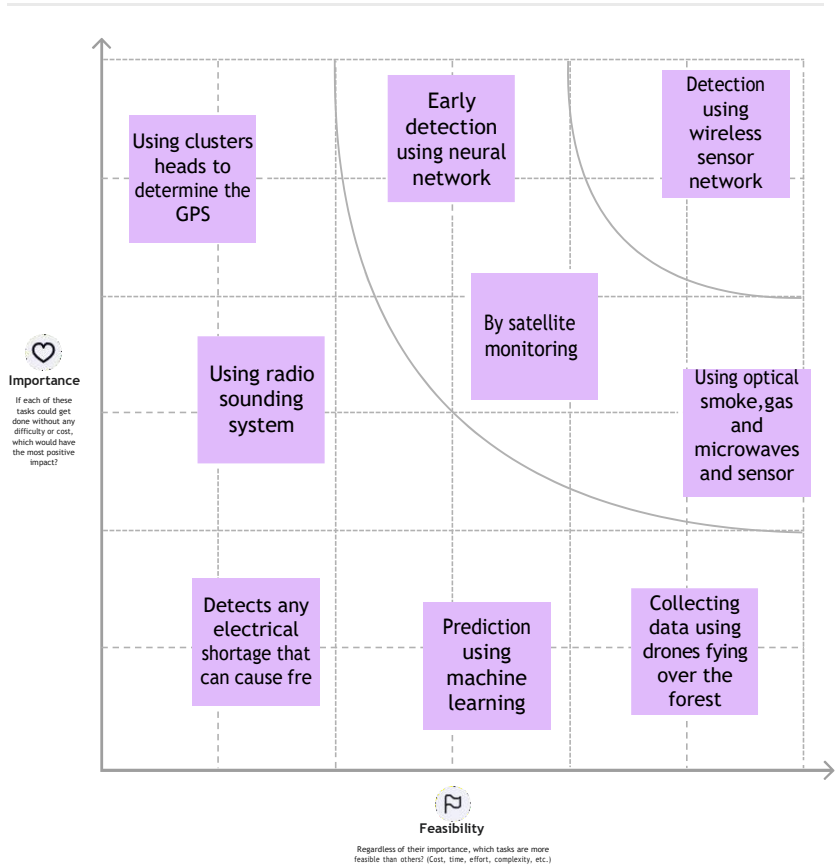 Using clusters
heads to
determine the
GPS
Early
detection
using neural
network
Detection
using
wireless
sensor
network
By satellite
monitoring
Using radio
sounding
system
Using optical
smoke,gas
and
microwaves
and sensor
Importance
If each of these
tasks could get
done without any
difficulty or cost,
which would have
the most positive
impact?
Detects any
electrical
shortage that
can cause fre
Prediction
using
machine
learning
Collecting
data using
drones fying
over the
forest
Feasibility
Regardless of their importance, which tasks are more
feasible than others? (Cost, time, effort, complexity, etc.)